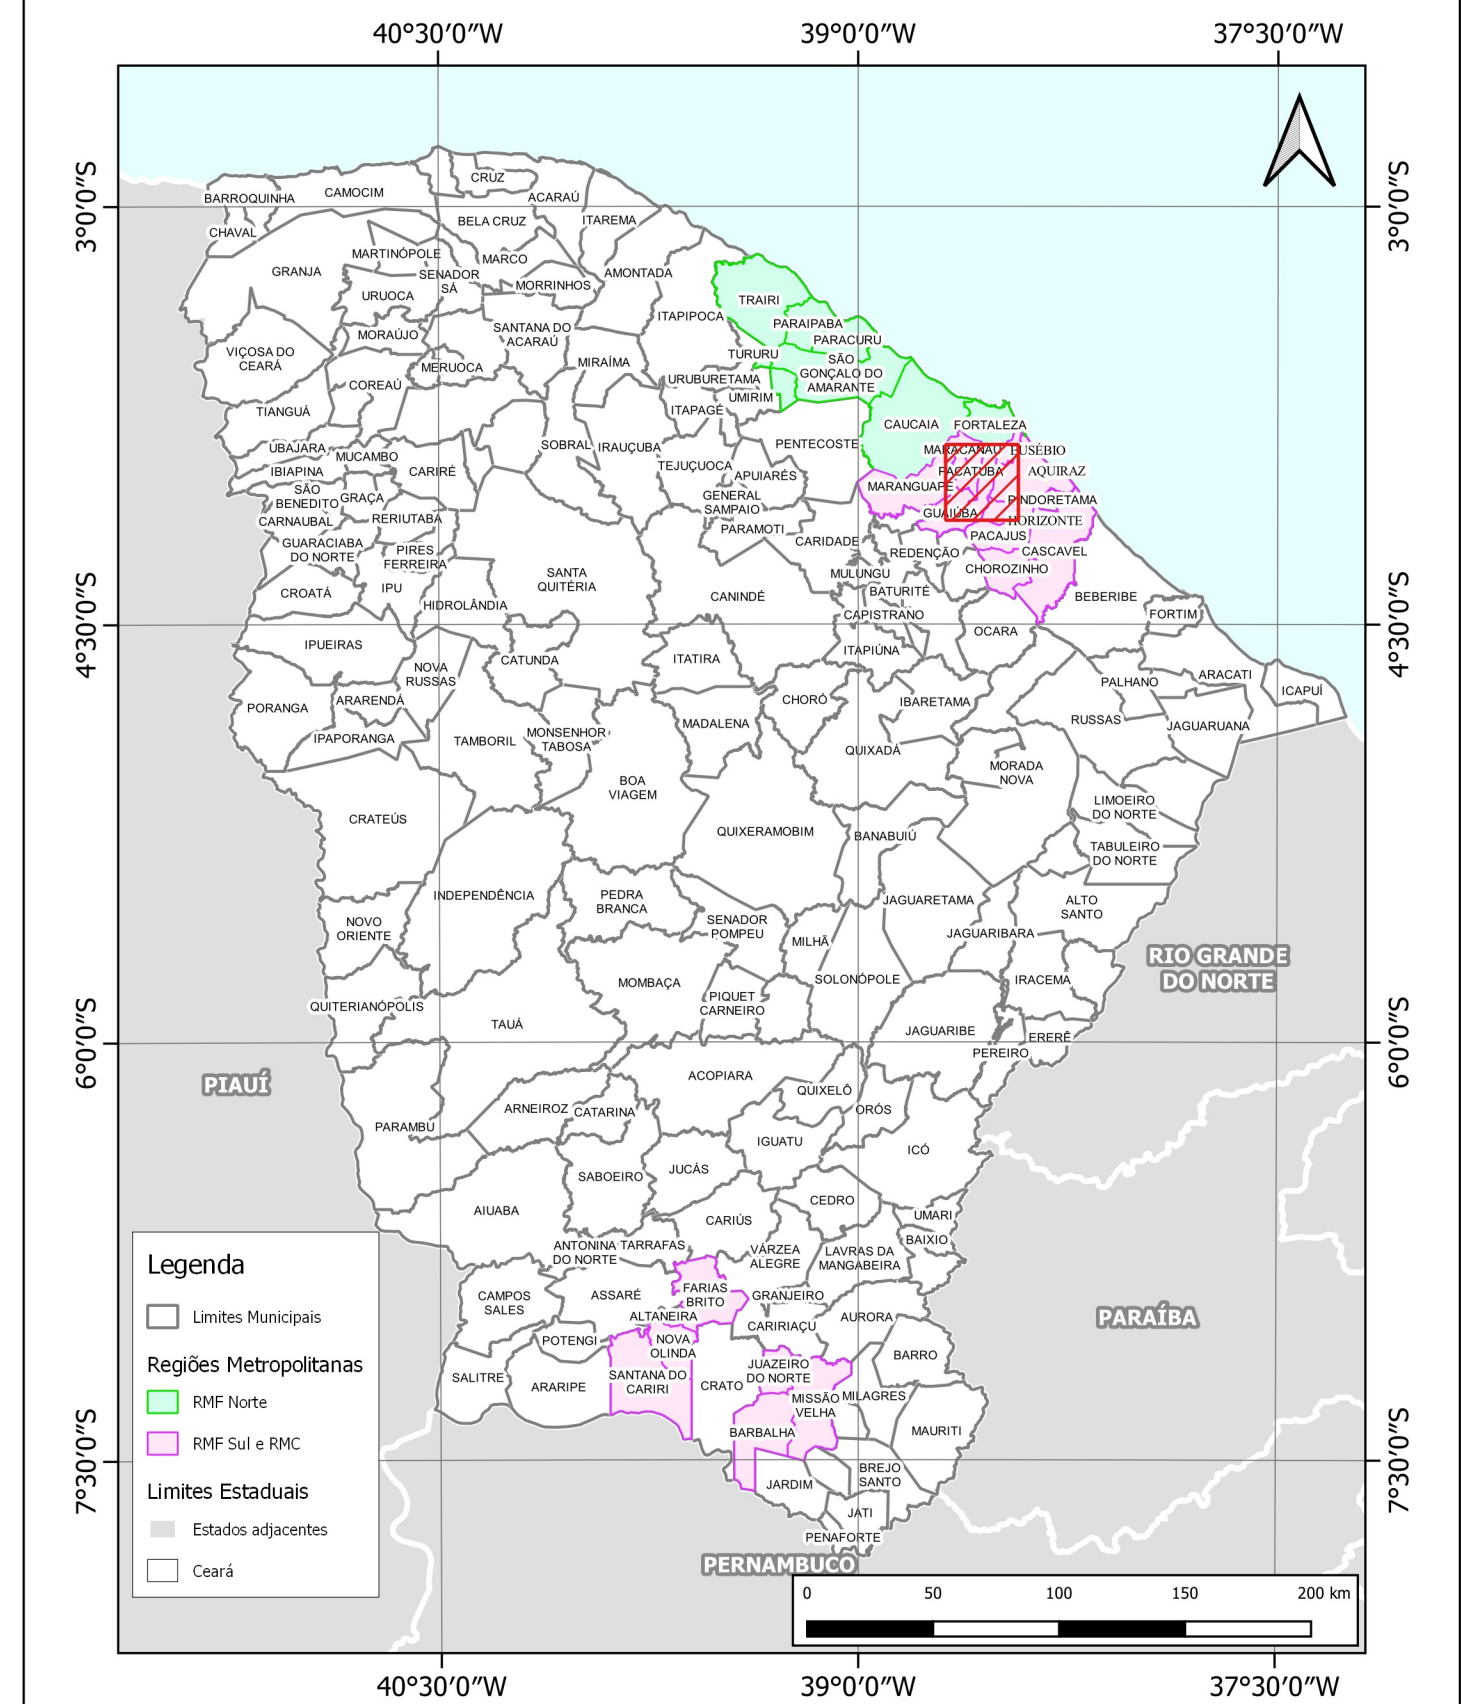 40°30′0″W
39°0′0″W
37°30′0″W
3°0′0″S
3°0′0″S
4°30′0″S
4°30′0″S
6°0′0″S
6°0′0″S
7°30′0″S
7°30′0″S
CRUZ
BARROQUINHA
CAMOCIM
ACARAÚ
BELA CRUZ
ITAREMA
CHAVAL
MARTINÓPOLE
MARCO
GRANJA
SENADOR
SÁ
AMONTADA
MORRINHOS
URUOCA
TRAIRI
ITAPIPOCA
PARAIPABA
MORAÚJO
SANTANA DO
ACARAÚ
PARACURU
VIÇOSA DO
CEARÁ
TURURU
SÃO
GONÇALO DO
AMARANTE
MERUOCA
MIRAÍMA
COREAÚ
URUBURETAMA
UMIRIM
TIANGUÁ
ITAPAGÉ
CAUCAIA
FORTALEZA
UBAJARA
MUCAMBO
SOBRAL
IRAUÇUBA
PENTECOSTE
MARACANAÚ
EUSÉBIO
IBIAPINA
CARIRÉ
TEJUÇUOCA
APUIARÉS
PACATUBA
AQUIRAZ
SÃO
BENEDITO
GRAÇA
GENERAL
SAMPAIO
MARANGUAPE
PINDORETAMA
CARNAUBAL
RERIUTABA
PARAMOTI
GUAIÚBA
HORIZONTE
GUARACIABA
DO NORTE
PIRES
FERREIRA
CARIDADE
REDENÇÃO
PACAJUS
CASCAVEL
CROATÁ
IPU
SANTA
QUITÉRIA
MULUNGU
CHOROZINHO
HIDROLÂNDIA
CANINDÉ
BATURITÉ
BEBERIBE
CAPISTRANO
FORTIM
IPUEIRAS
OCARA
ITAPIÚNA
CATUNDA
ITATIRA
NOVA
RUSSAS
ARACATI
PALHANO
ICAPUÍ
PORANGA
ARARENDÁ
CHORÓ
IBARETAMA
RUSSAS
JAGUARUANA
IPAPORANGA
TAMBORIL
MONSENHOR
TABOSA
MADALENA
QUIXADÁ
MORADA
NOVA
BOA
VIAGEM
CRATEÚS
LIMOEIRO
DO NORTE
QUIXERAMOBIM
BANABUIÚ
TABULEIRO
DO NORTE
INDEPENDÊNCIA
PEDRA
BRANCA
JAGUARETAMA
ALTO
SANTO
NOVO
ORIENTE
SENADOR
POMPEU
MILHÃ
JAGUARIBARA
RIO GRANDE
DO NORTE
MOMBAÇA
SOLONÓPOLE
IRACEMA
QUITERIANÓPOLIS
PIQUET
CARNEIRO
TAUÁ
JAGUARIBE
ERERÊ
PEREIRO
PIAUÍ
ACOPIARA
QUIXELÔ
ARNEIROZ
CATARINA
ORÓS
PARAMBU
IGUATU
ICÓ
SABOEIRO
JUCÁS
AIUABA
CEDRO
CARIÚS
UMARI
ANTONINA
DO NORTE
TARRAFAS
VÁRZEA
ALEGRE
LAVRAS DA
MANGABEIRA
BAIXIO
CAMPOS
SALES
ASSARÉ
FARIAS
BRITO
GRANJEIRO
ALTANEIRA
CARIRIAÇU
AURORA
PARAÍBA
POTENGI
NOVA
OLINDA
BARRO
SALITRE
ARARIPE
SANTANA DO
CARIRI
CRATO
JUAZEIRO
DO NORTE
MISSÃO
VELHA
MILAGRES
BARBALHA
MAURITI
JARDIM
BREJO
SANTO
JATI
PENAFORTE
PERNAMBUCO
Legenda
Limites Municipais
Regiões Metropolitanas
RMF Norte
RMF Sul e RMC
Limites Estaduais
Estados adjacentes
Ceará
0 50 100 150 200 km
40°30′0″W
39°0′0″W
37°30′0″W